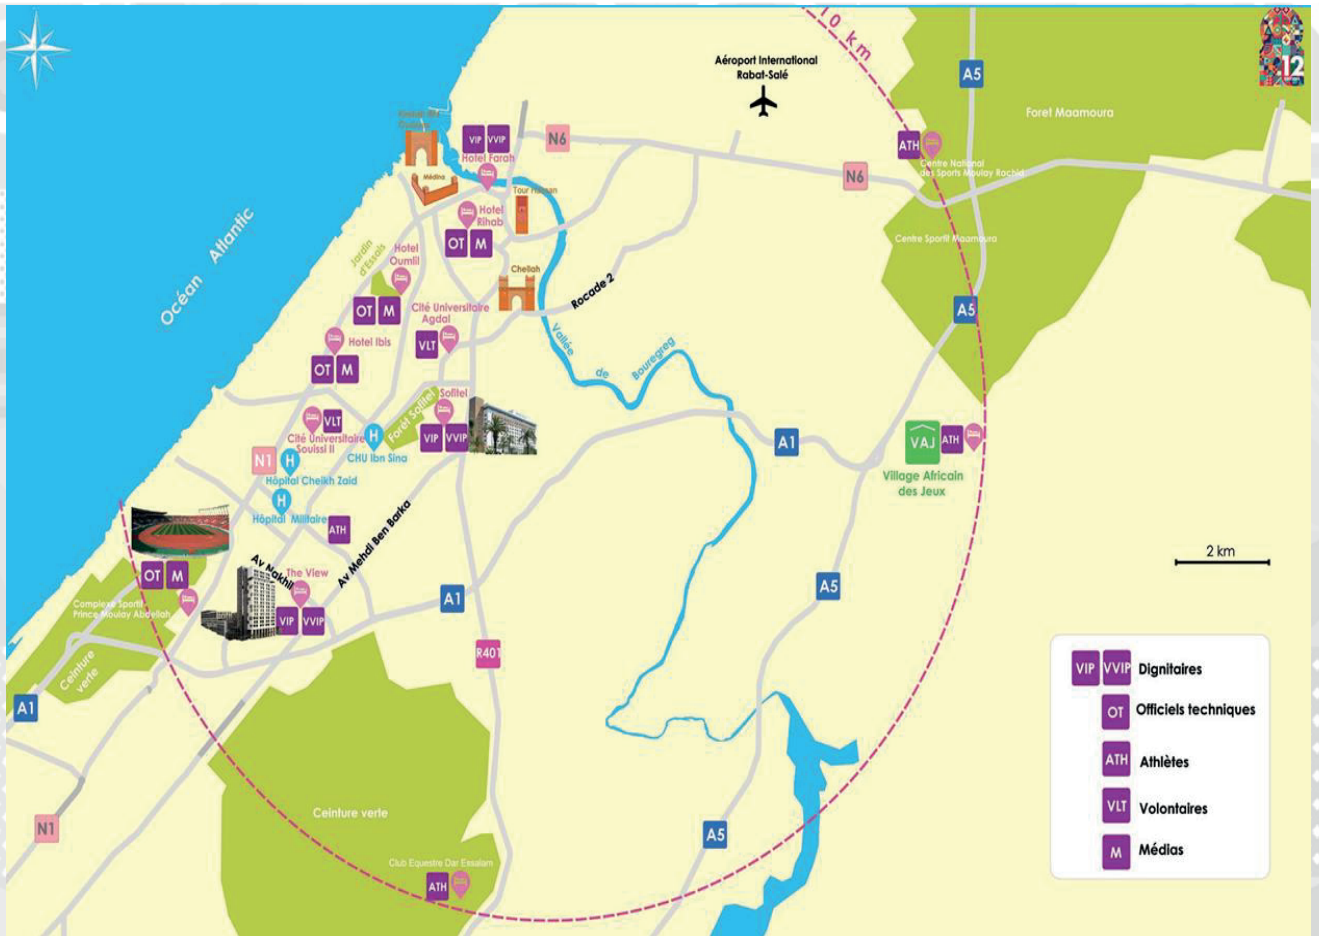 10 km
.12
Aéroport International
Rabat-Salé
A5
Foret Maamoura
VIP VVIP
Hotel Farah
N6
ATH
Centre National
des Sports Moulay Rachid
N6
Médina
Hotel
Rihab
OT M
Centre Sportif Maamoura
Océan Atlantic
Jardin
d'Essais
Hotel
Oumlil
Chellah
Rocade 2
OT M
Cité Universitaire
Agdal
VLT
A5
Hotel Ibis
OT M
Vallée de Bouregreg
Forêt Sofitel
Sofitel
VIP VVIP
VLT
Cité Universitaire
Souissi II
H
CHU Ibn Sina
A1
VAJ ATH
Village Africain
des Jeux
N1
H
Hôpital Cheikh Zaid
H
Hôpital Militaire
ATH
Av Mehdi Ben Barka
2 km
OT M
Av Nakhil
The View
VIP VVIP
Complexe Sportif
Prince Moulay Abdellah
A1
A5
R401
Ceinture
verte
A1
VIP VVIP Dignitaires
OT Officiels techniques
ATH Athlètes
VLT Volontaires
M Médias
N1
Ceinture verte
A5
Club Equestre Dar Essalam
ATH